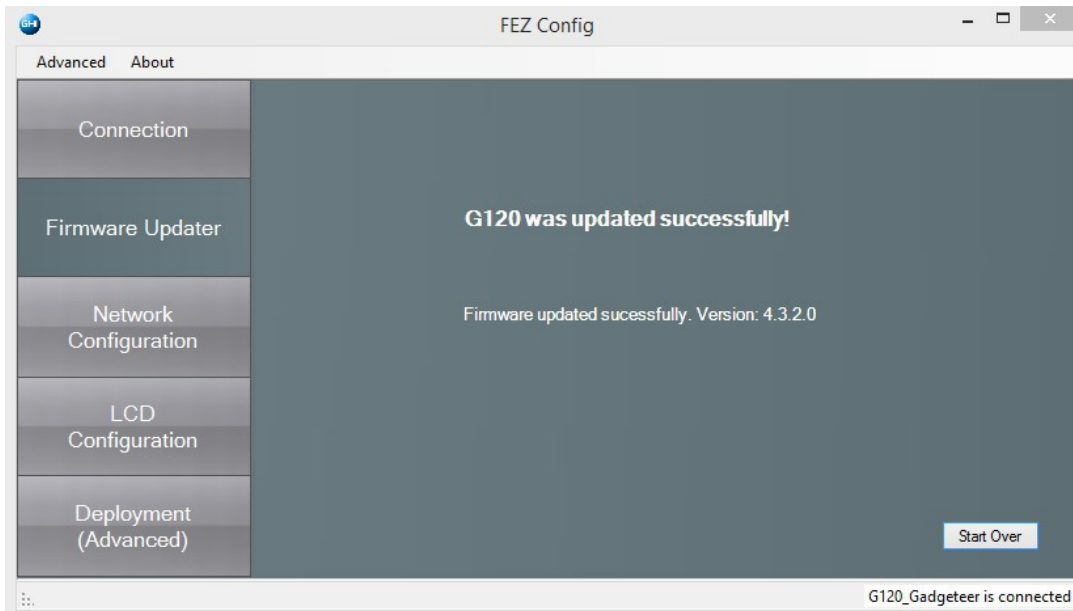 GHI
FEZ Config
Advanced About
Connection
Firmware Updater
Network
Configuration
LCD
Configuration
Deployment
(Advanced)
G120 was updated successfully!
Firmware updated sucessfully. Version: 4.3.2.0
Start Over
G120_Gadgeteer is connected